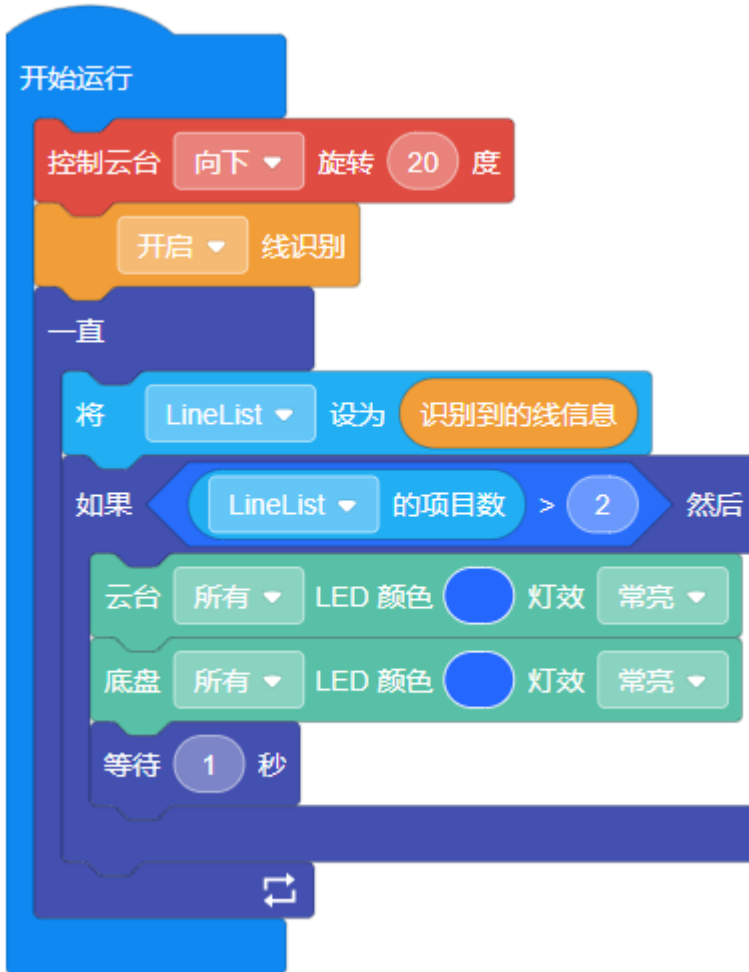 开始运行
控制云台 向下 旋转 20 度
开启 线识别
一直
将 LineList 设为 识别到的线信息
如果 LineList 的项目数 > 2 然后
云台 所有 LED 颜色 灯效 常亮
底盘 所有 LED 颜色 灯效 常亮
等待 1 秒